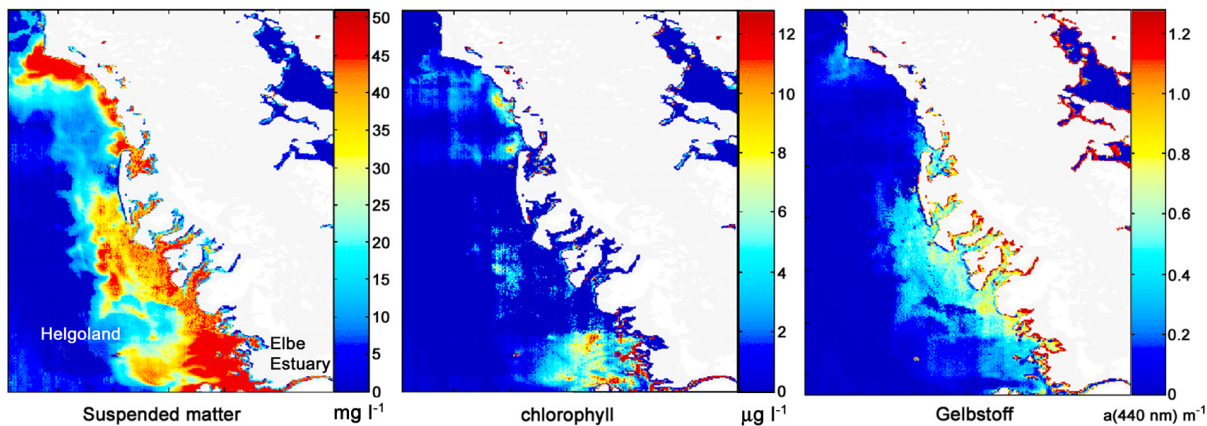 50
45
40
35
30
25
20
15
10
5
0
Helgoland
Elbe
Estuary
Suspended matter
mg l-1
12
10
8
6
4
2
0
chlorophyll
µg l-1
1.2
1
0.8
0.6
0.4
0.2
0
Gelbstoff
a(440 nm) m-1